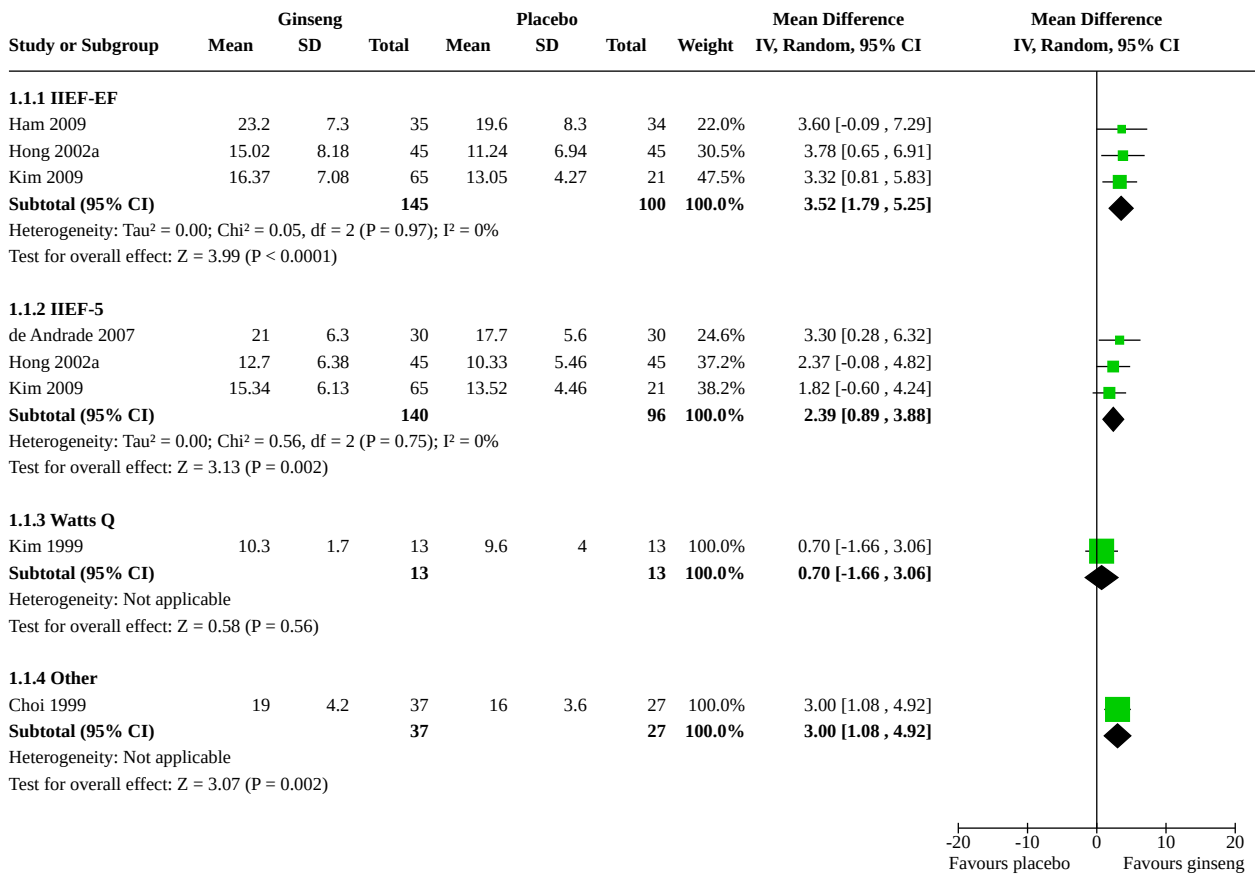 Ginseng Placebo Mean Difference Mean Difference
Study or Subgroup Mean SD Total Mean SD Total Weight IV, Random, 95% CI IV, Random, 95% CI
1.1.1 IIEF-EF
Ham 2009 23.2 7.3 35 19.6 8.3 34 22.0% 3.60 [-0.09 , 7.29]
Hong 2002a 15.02 8.18 45 11.24 6.94 45 30.5% 3.78 [0.65 , 6.91]
Kim 2009 16.37 7.08 65 13.05 4.27 21 47.5% 3.32 [0.81 , 5.83]
Subtotal (95% CI) 145 100 100.0% 3.52 [1.79 , 5.25]
Heterogeneity: Tau² = 0.00; Chi² = 0.05, df = 2 (P = 0.97); I² = 0%
Test for overall effect: Z = 3.99 (P < 0.0001)
1.1.2 IIEF-5
de Andrade 2007 21 6.3 30 17.7 5.6 30 24.6% 3.30 [0.28 , 6.32]
Hong 2002a 12.7 6.38 45 10.33 5.46 45 37.2% 2.37 [-0.08 , 4.82]
Kim 2009 15.34 6.13 65 13.52 4.46 21 38.2% 1.82 [-0.60 , 4.24]
Subtotal (95% CI) 140 96 100.0% 2.39 [0.89 , 3.88]
Heterogeneity: Tau² = 0.00; Chi² = 0.56, df = 2 (P = 0.75); I² = 0%
Test for overall effect: Z = 3.13 (P = 0.002)
1.1.3 Watts Q
Kim 1999 10.3 1.7 13 9.6 4 13 100.0% 0.70 [-1.66 , 3.06]
Subtotal (95% CI) 13 13 100.0% 0.70 [-1.66 , 3.06]
Heterogeneity: Not applicable
Test for overall effect: Z = 0.58 (P = 0.56)
1.1.4 Other
Choi 1999 19 4.2 37 16 3.6 27 100.0% 3.00 [1.08 , 4.92]
Subtotal (95% CI) 37 27 100.0% 3.00 [1.08 , 4.92]
Heterogeneity: Not applicable
Test for overall effect: Z = 3.07 (P = 0.002)
-20 -10 0 10 20
Favours placebo Favours ginseng